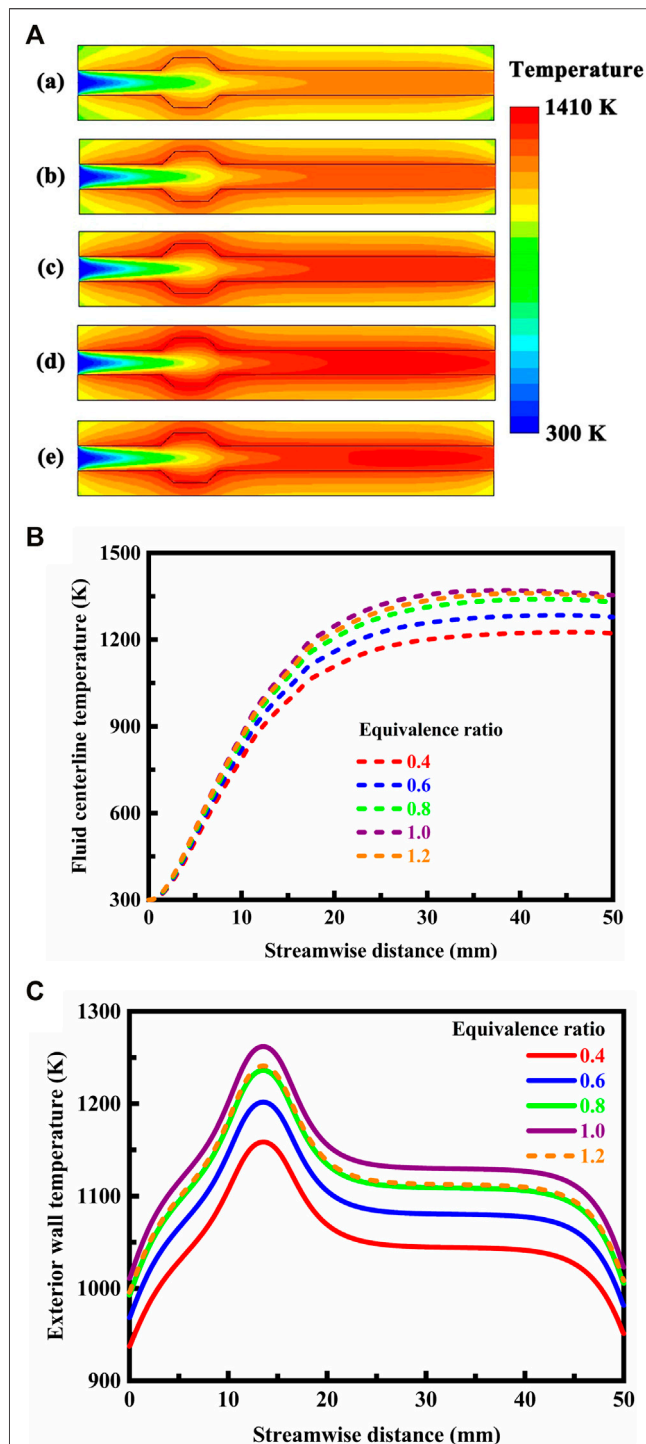 A
(a)
(b)
(c)
(d)
(e)
Temperature
1410 K
300 K
B
1500
1200
900
600
300
Fluid centerline temperature (K)
Equivalence ratio
0.4
0.6
0.8
1.0
1.2
0 10 20 30 40 50
Streamwise distance (mm)
C
1300
1200
1100
1000
900
Exterior wall temperature (K)
Equivalence ratio
0.4
0.6
0.8
1.0
1.2
0 10 20 30 40 50
Streamwise distance (mm)